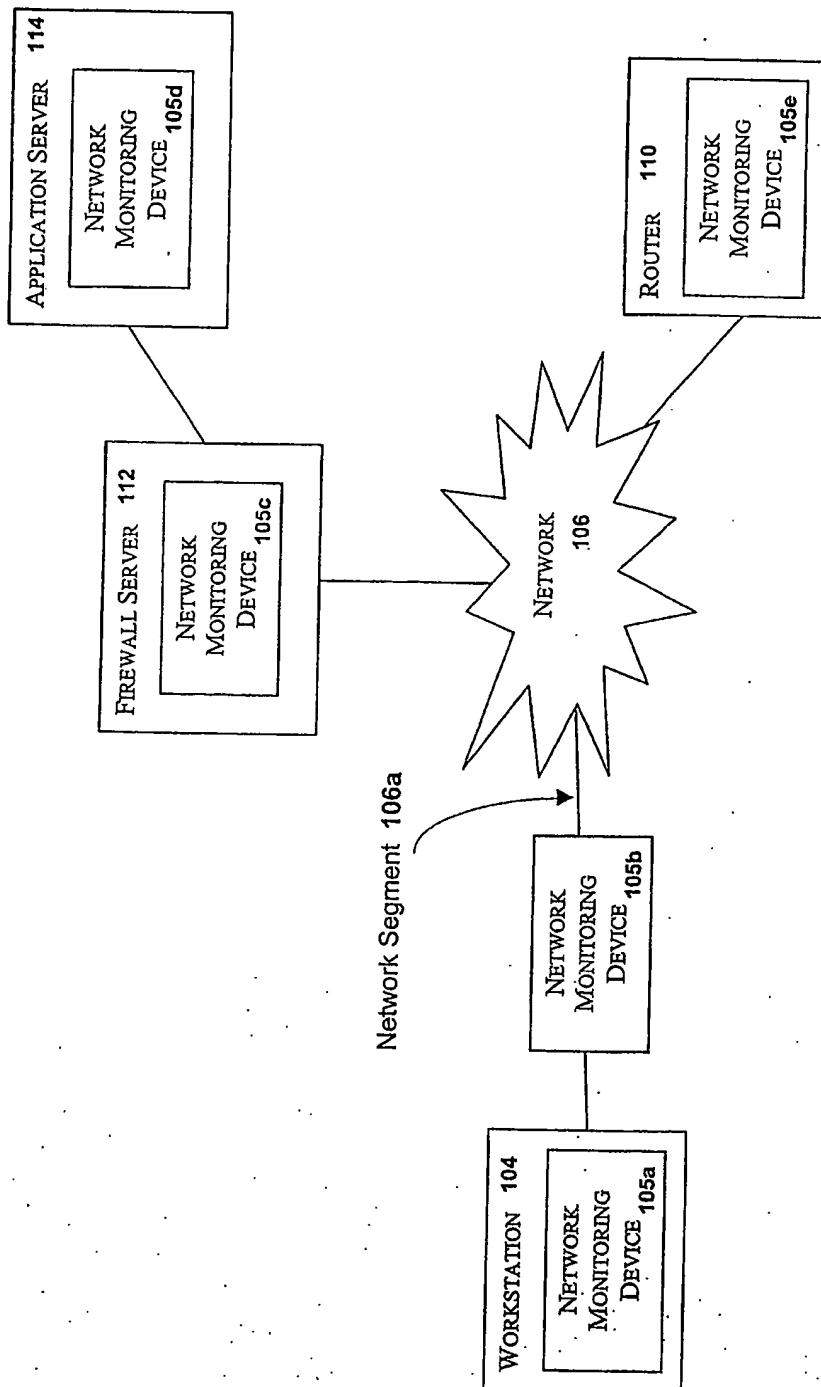 APPLICATION SERVER 114
NETWORK
MONITORING
DEVICE 105d
FIREWALL SERVER 112
NETWORK
MONITORING
DEVICE 105c
ROUTER 110
NETWORK
MONITORING
DEVICE 105e
NETWORK
106
Network Segment 106a
NETWORK
MONITORING
DEVICE 105b
WORKSTATION 104
NETWORK
MONITORING
DEVICE 105a